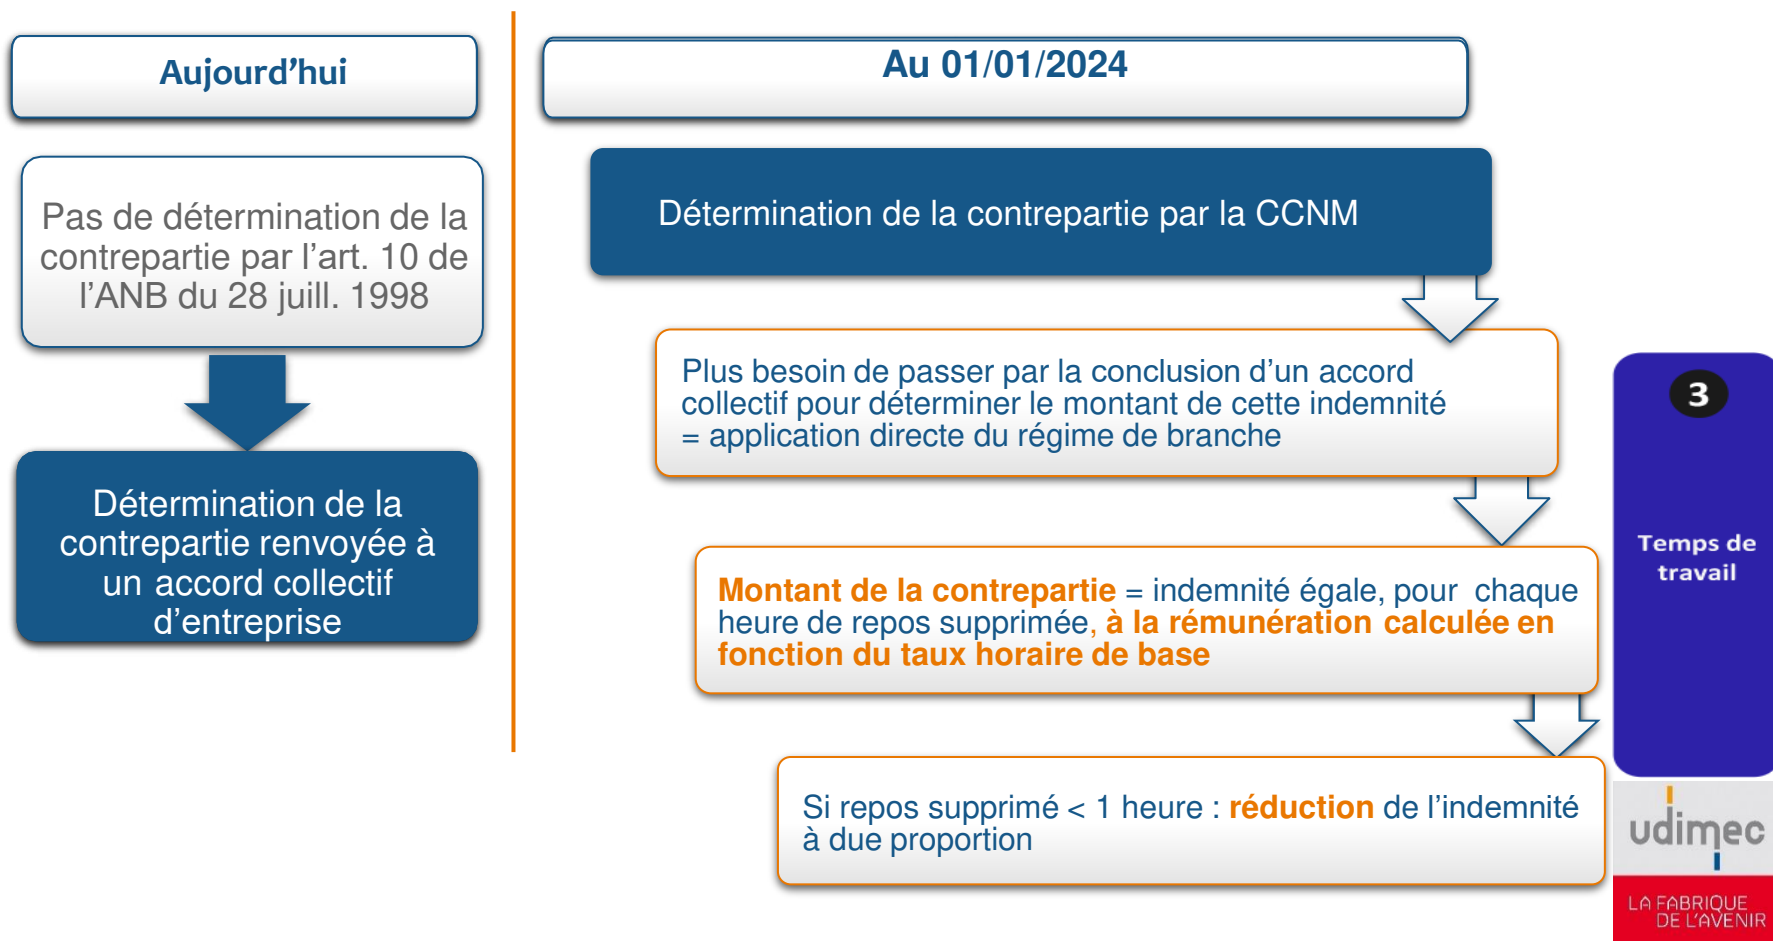 Aujourd’hui
Pas de détermination de la
contrepartie par l’art. 10 de
l’ANB du 28 juill. 1998
Détermination de la
contrepartie renvoyée à
un accord collectif
d’entreprise
Au 01/01/2024
Détermination de la contrepartie par la CCNM
Plus besoin de passer par la conclusion d’un accord
collectif pour déterminer le montant de cette indemnité
= application directe du régime de branche
Montant de la contrepartie = indemnité égale, pour chaque
heure de repos supprimée, à la rémunération calculée en
fonction du taux horaire de base
Si repos supprimé < 1 heure : réduction de l’indemnité
à due proportion
3
Temps de
travail
udimec
LA FABRIQUE
DE L’AVENIR